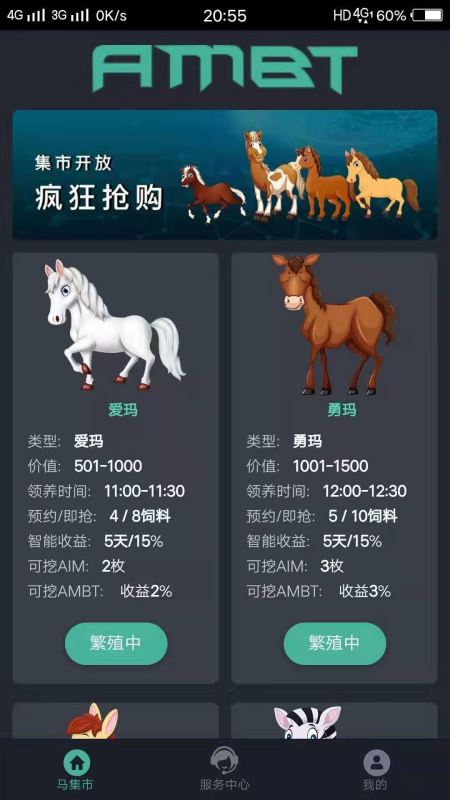 4G 3G 0K/s 20:55 HD 4G 1 60%
AMBT
集市开放
疯狂抢购
爱玛
类型: 爱玛
价值: 501-1000
领养时间: 11:00-11:30
预约/即抢: 4 / 8饲料
智能收益: 5天/15%
可挖AIM: 2枚
可挖AMBT: 收益2%
繁殖中
勇玛
类型: 勇玛
价值: 1001-1500
领养时间: 12:00-12:30
预约/即抢: 5 / 10饲料
智能收益: 5天/15%
可挖AIM: 3枚
可挖AMBT: 收益3%
繁殖中
马集市
服务中心
我的